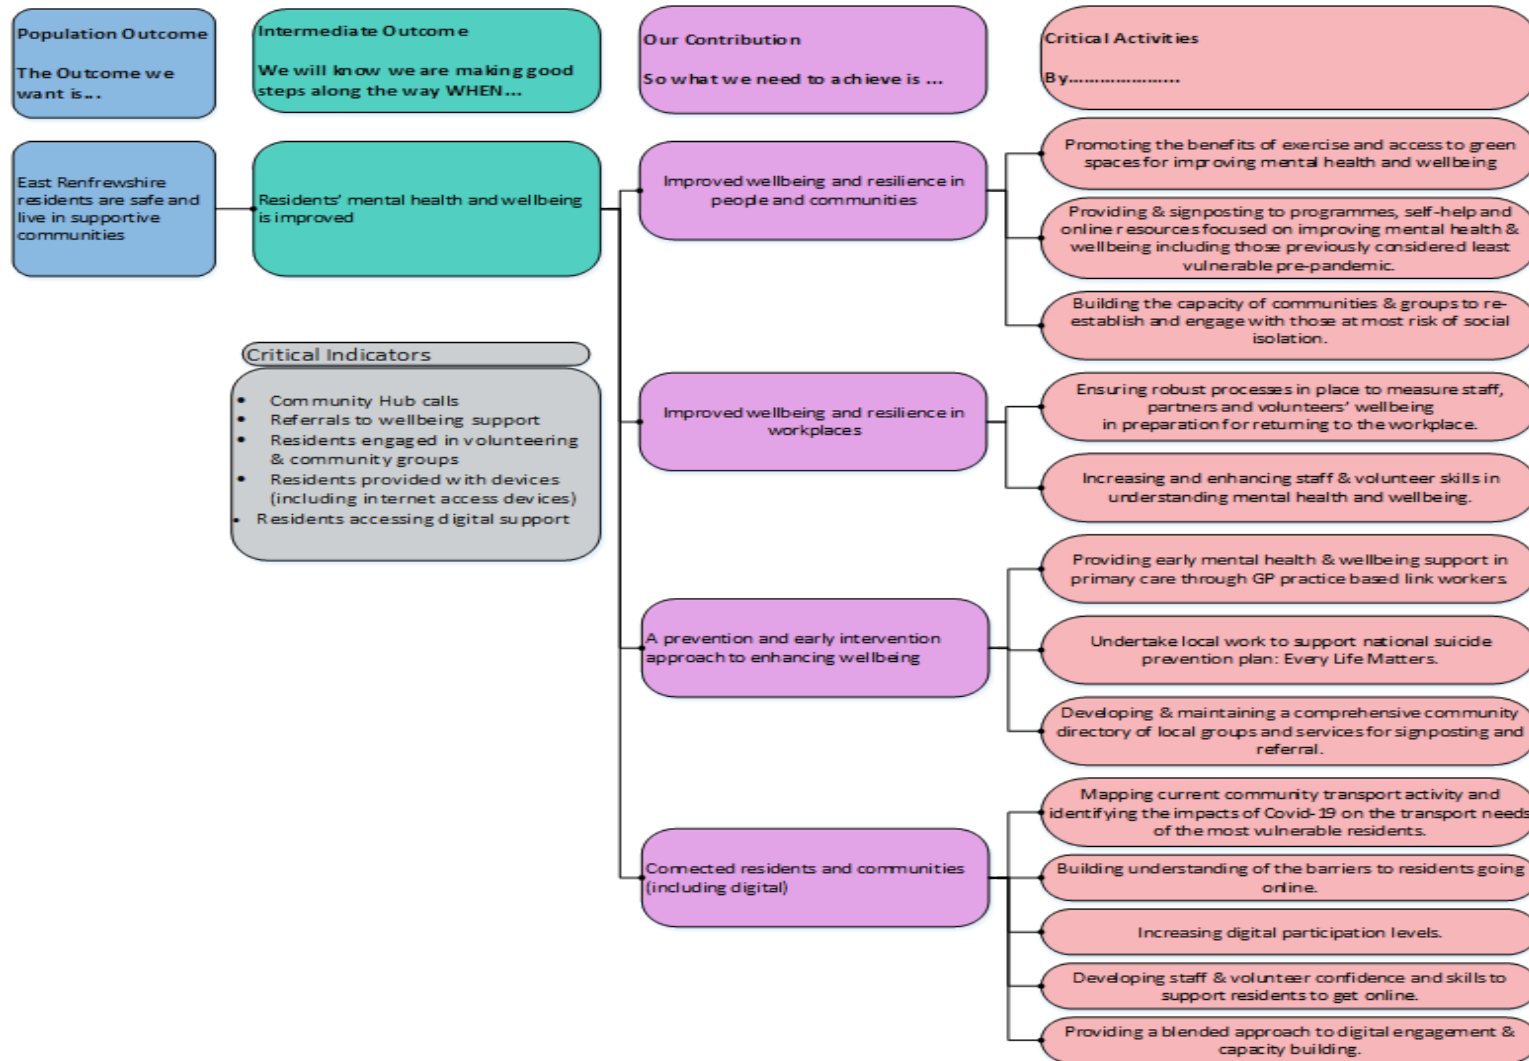 Population Outcome
The Outcome we
want is...
Intermediate Outcome
We will know we are making good
steps along the way WHEN...
Our Contribution
So what we need to achieve is ...
Critical Activities
By.....................
East Renfrewshire
residents are safe and
live in supportive
communities
Residents' mental health and wellbeing
is improved
Critical Indicators
• Community Hub calls
• Referrals to wellbeing support
• Residents engaged in volunteering
& community groups
• Residents provided with devices
(including internet access devices)
• Residents accessing digital support
Improved wellbeing and resilience in
people and communities
Promoting the benefits of exercise and access to green
spaces for improving mental health and wellbeing
Providing & signposting to programmes, self-help and
online resources focused on improving mental health &
wellbeing including those previously considered least
vulnerable pre-pandemic.
Building the capacity of communities & groups to re-
establish and engage with those at most risk of social
isolation.
Improved wellbeing and resilience in
workplaces
Ensuring robust processes in place to measure staff,
partners and volunteers' wellbeing
in preparation for returning to the workplace.
Increasing and enhancing staff & volunteer skills in
understanding mental health and wellbeing.
A prevention and early intervention
approach to enhancing wellbeing
Providing early mental health & wellbeing support in
primary care through GP practice based link workers.
Undertake local work to support national suicide
prevention plan: Every Life Matters.
Developing & maintaining a comprehensive community
directory of local groups and services for signposting and
referral.
Connected residents and communities
(including digital)
Mapping current community transport activity and
identifying the impacts of Covid-19 on the transport needs
of the most vulnerable residents.
Building understanding of the barriers to residents going
online.
Increasing digital participation levels.
Developing staff & volunteer confidence and skills to
support residents to get online.
Providing a blended approach to digital engagement &
capacity building.